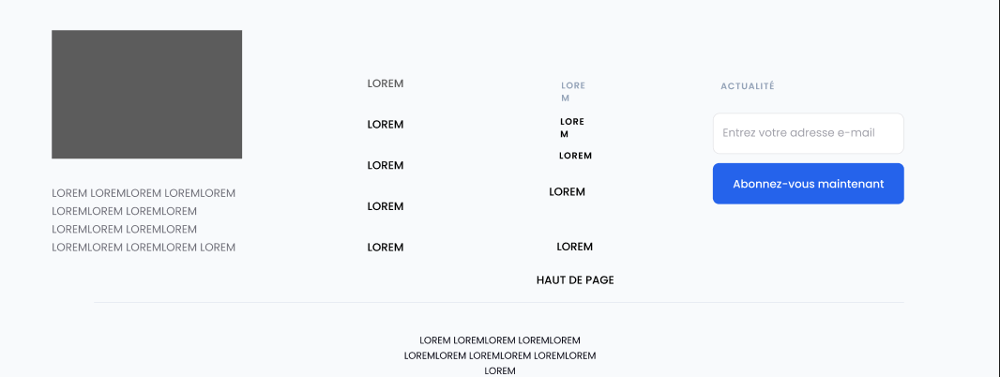 LOREM LOREMLOREM LOREMLOREM
LOREMLOREM LOREMLOREM
LOREMLOREM LOREMLOREM
LOREMLOREM LOREMLOREM LOREM
LOREM
LOREM
LOREM
LOREM
LOREM
LORE
M
LORE
M
LOREM
LOREM
LOREM
HAUT DE PAGE
ACTUALITÉ
Entrez votre adresse e-mail
Abonnez-vous maintenant
LOREM LOREMLOREM LOREMLOREM
LOREMLOREM LOREMLOREM LOREMLOREM
LOREM